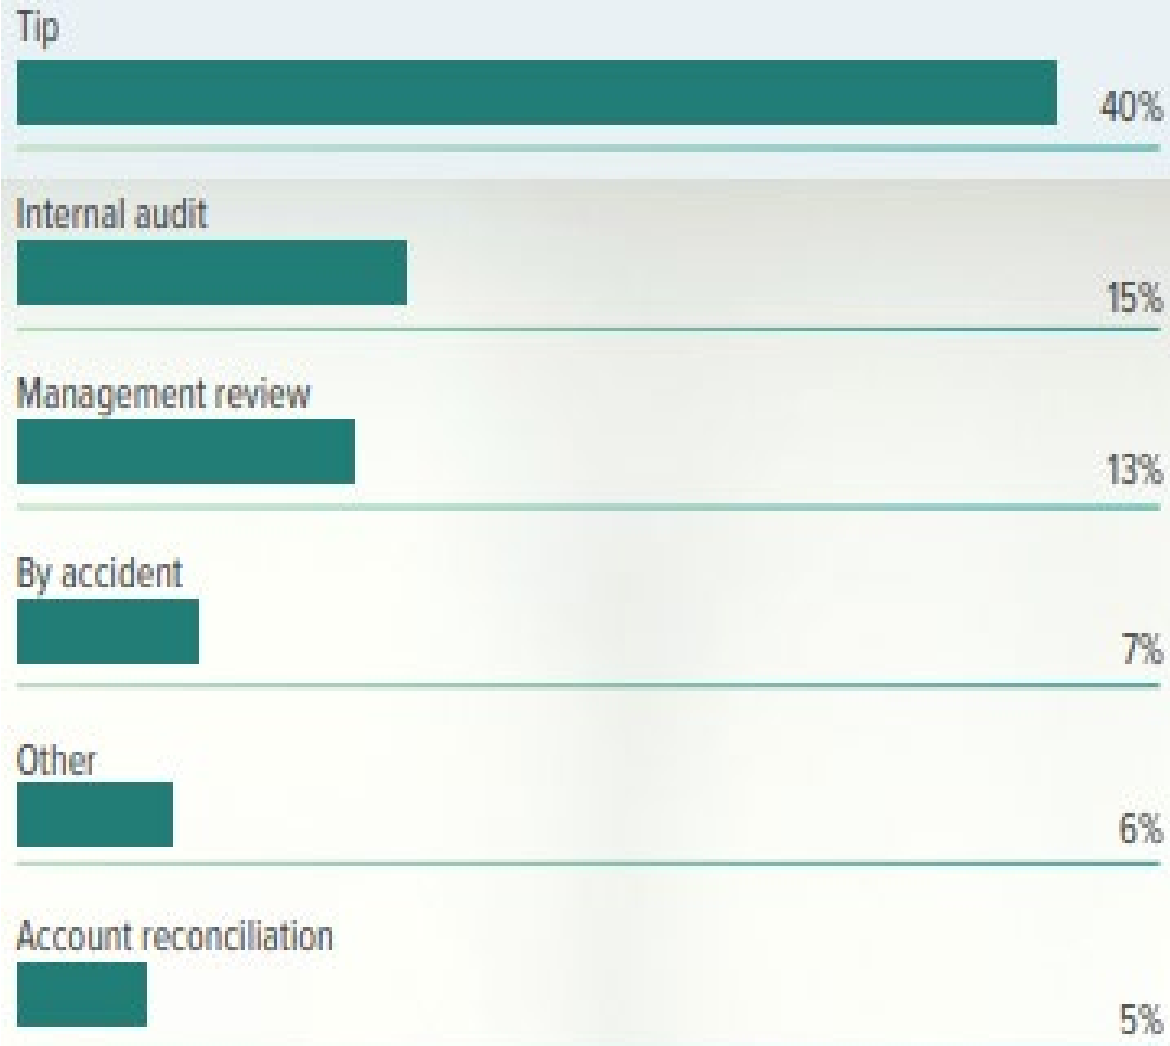 Tip
40%
Internal audit
15%
Management review
13%
By accident
7%
Other
6%
Account reconciliation
5%